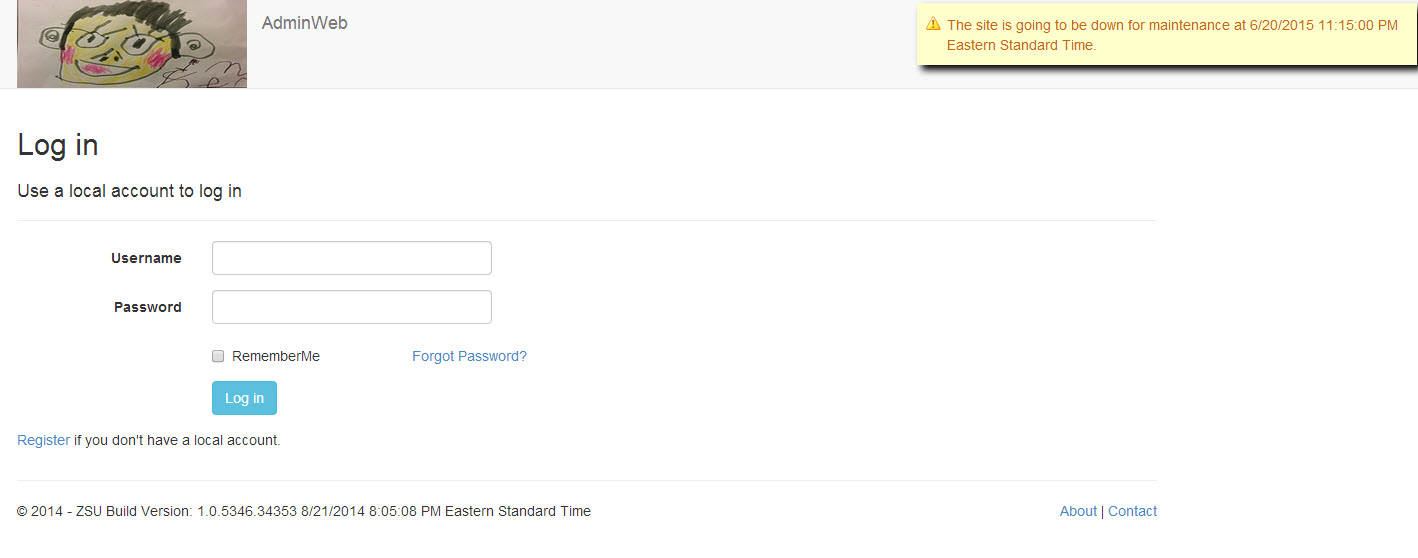 AdminWeb
The site is going to be down for maintenance at 6/20/2015 11:15:00 PM
Eastern Standard Time.
Log in
Use a local account to log in
Username
Password
RememberMe Forgot Password?
Log in
Register if you don't have a local account.
© 2014 - ZSU Build Version: 1.0.5346.34353 8/21/2014 8:05:08 PM Eastern Standard Time About | Contact